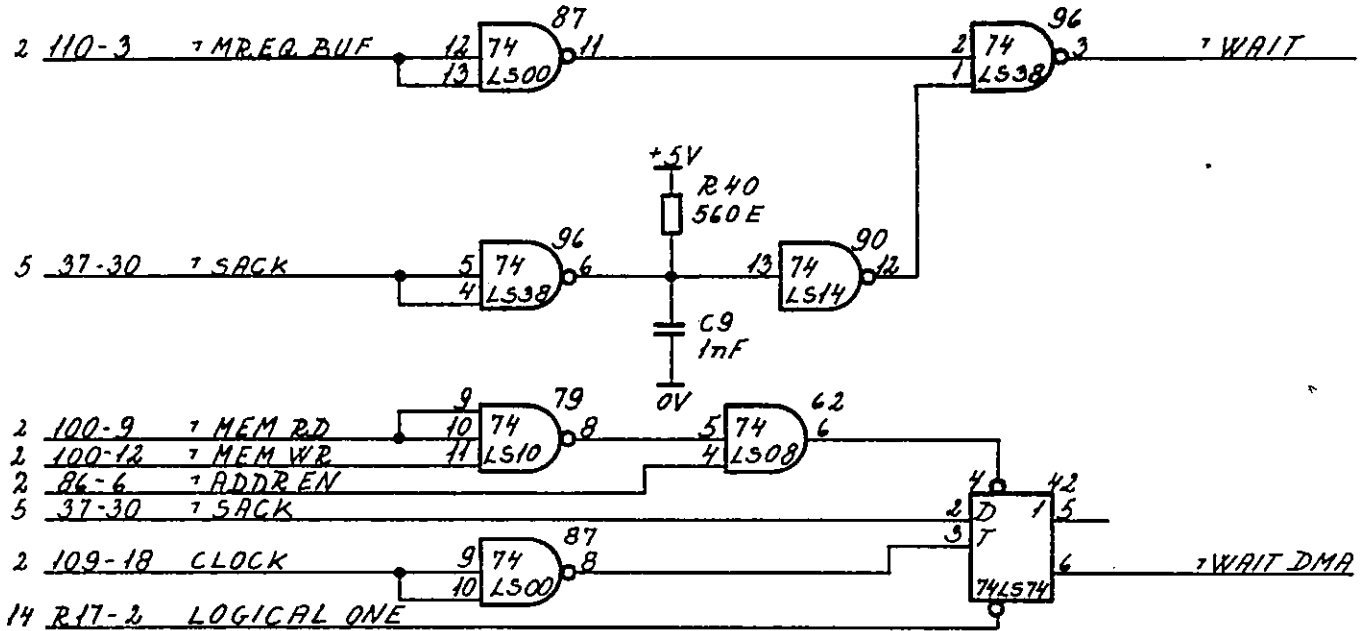 87
96
2 110-3 ¬MREQ BUF 12 74 11 2 74 3 ¬WAIT
13 LS00 1 LS38
+5V
R40
560E
96
90
5 37-30 ¬SACK 5 74 6 13 74 12
4 LS38 LS14
C9
1nF
0V
9 79 62
2 100-9 ¬MEM RD 10 74 8 5 74 6
2 100-12 ¬MEM WR 11 LS10 4 LS08
2 86-6 ¬ADDR EN 4 42
5 37-30 ¬SACK 2 D 1 5
3 T
87
2 109-18 CLOCK 9 74 8 6 ¬WAIT DMA
10 LS00 74LS74
14 R17-2 LOGICAL ONE